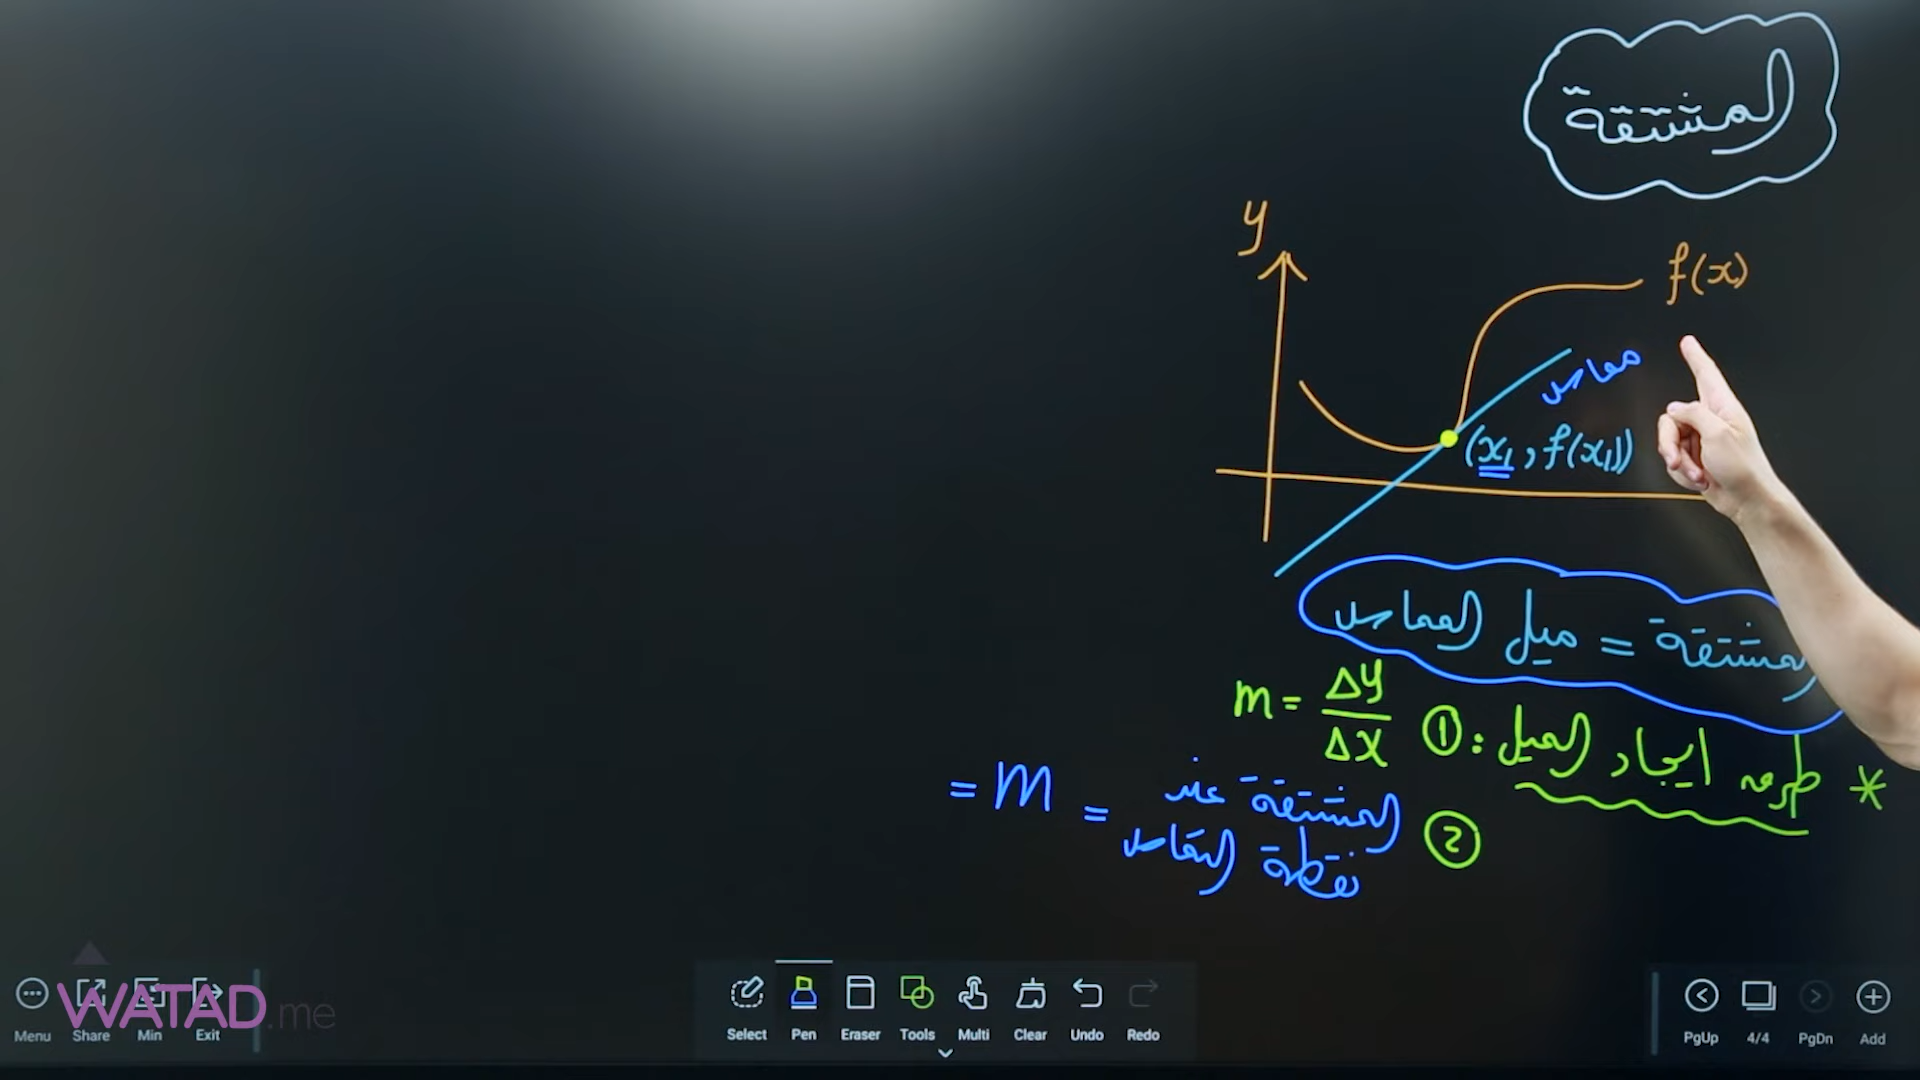 المشتقة
y
f(x)
مماس
(x₁, f(x₁))
المشتقة = ميل المماس
* طرق ايجاد الميل : ① m = Δy/Δx
② المشتقة عند = M =
نقطة التماس
Menu Share Min Exit
WATAD.me
Select Pen Eraser Tools Multi Clear Undo Redo
PgUp 4/4 PgDn Add